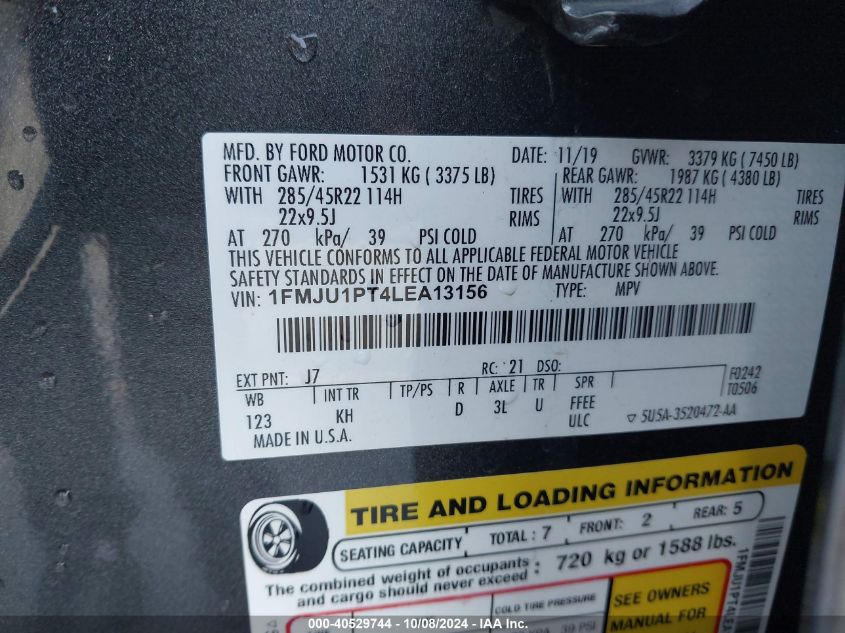 MFD. BY FORD MOTOR CO. DATE: 11/19 GVWR: 3379 KG ( 7450 LB)
FRONT GAWR: 1531 KG ( 3375 LB) REAR GAWR: 1987 KG ( 4380 LB)
WITH 285/45R22 114H TIRES WITH 285/45R22 114H TIRES
22x9.5J RIMS 22x9.5J RIMS
AT 270 kPa/ 39 PSI COLD AT 270 kPa/ 39 PSI COLD
THIS VEHICLE CONFORMS TO ALL APPLICABLE FEDERAL MOTOR VEHICLE
SAFETY STANDARDS IN EFFECT ON THE DATE OF MANUFACTURE SHOWN ABOVE.
VIN: 1FMJU1PT4LEA13156 TYPE: MPV
EXT PNT: J7 RC: 21 DSO:
WB INT TR TP/PS R AXLE TR SPR F0242
123 KH D 3L U FFEE T0506
ULC
MADE IN U.S.A. 5U5A-3520472-AA
TIRE AND LOADING INFORMATION
SEATING CAPACITY TOTAL : 7 FRONT: 2 REAR: 5
The combined weight of occupants : 720 kg or 1588 lbs.
and cargo should never exceed
COLD TIRE PRESSURE SEE OWNERS
39 PSI MANUAL FOR
1FMJU1PT4LEA
000-40529744 - 10/08/2024 - IAA Inc.